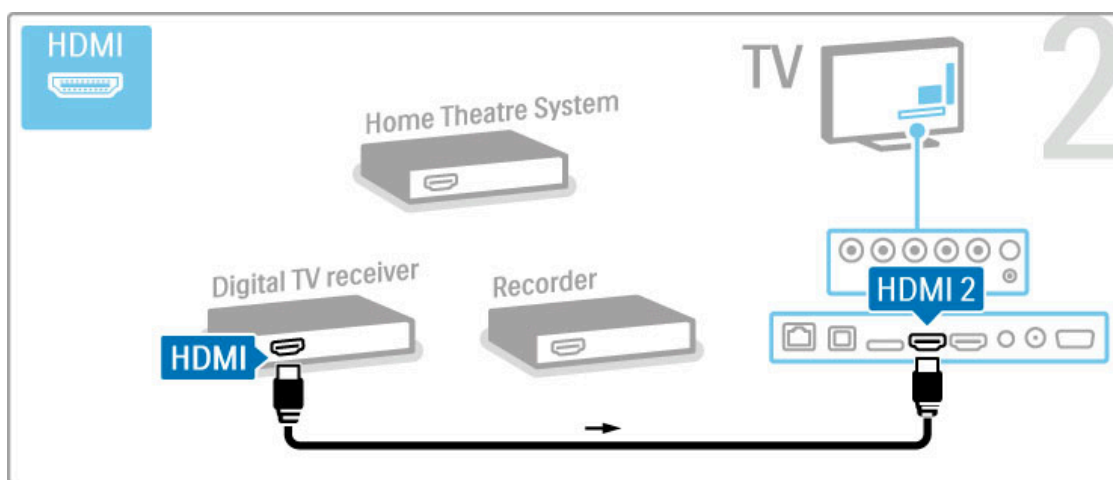 HDMI
TV
2
Home Theatre System
Digital TV receiver
Recorder
HDMI 2
HDMI